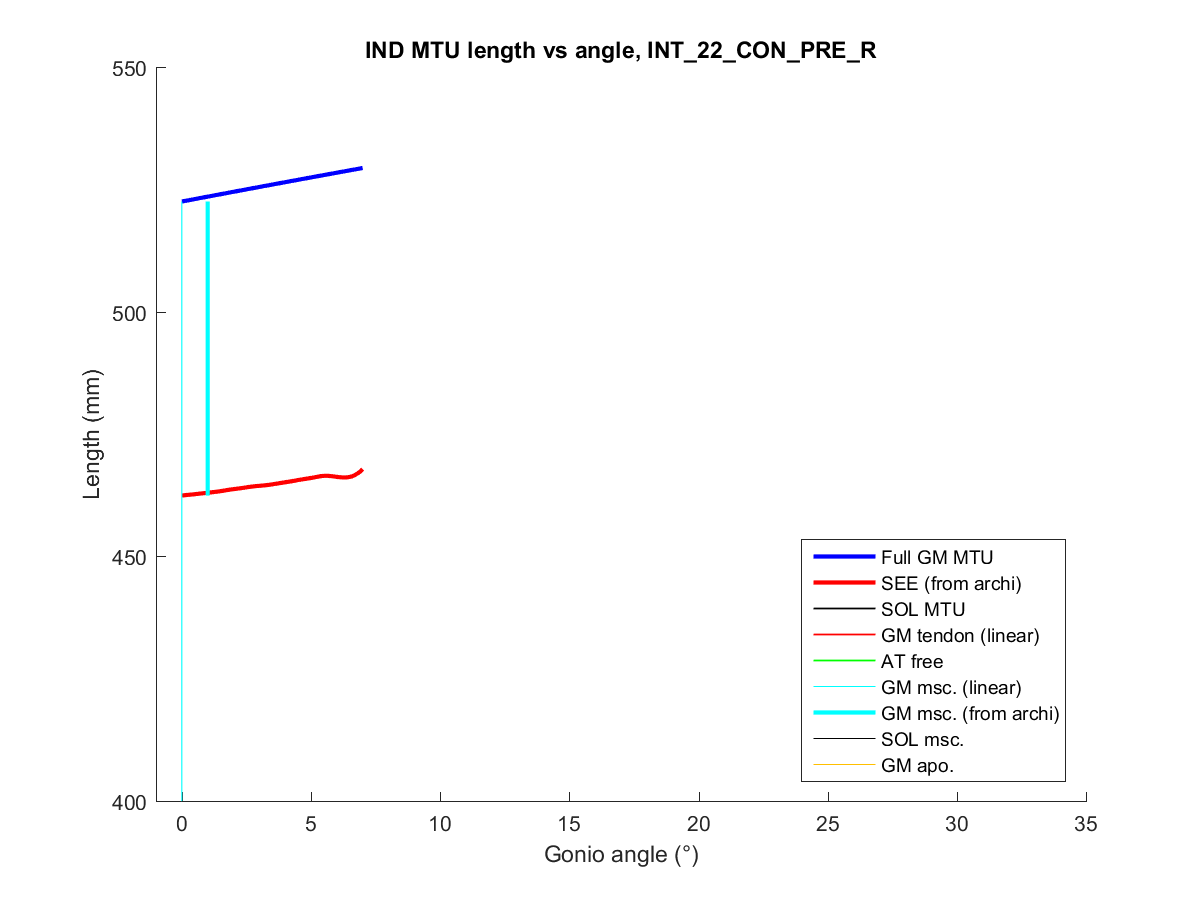 IND MTU length vs angle, INT_22_CON_PRE_R
550
500
450
400
Length (mm)
0 5 10 15 20 25 30 35
Gonio angle (°)
Full GM MTU
SEE (from archi)
SOL MTU
GM tendon (linear)
AT free
GM msc. (linear)
GM msc. (from archi)
SOL msc.
GM apo.